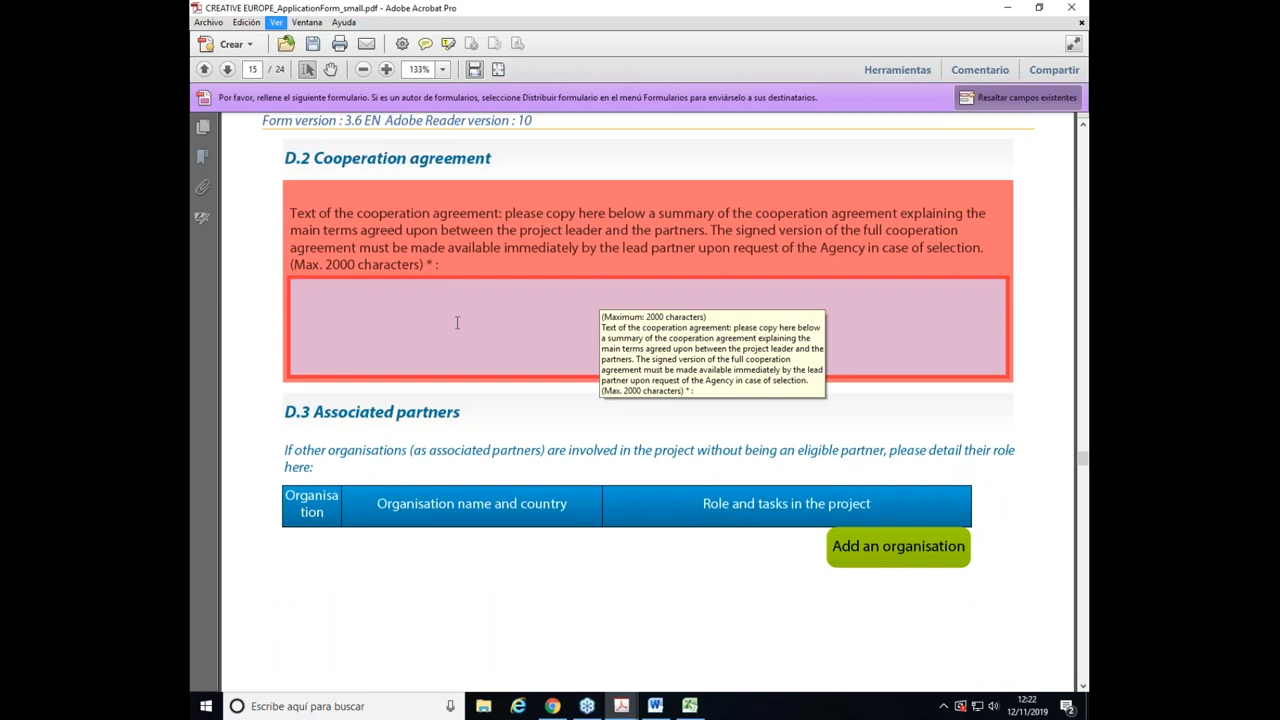 CREATIVE EUROPE_ApplicationForm_small.pdf - Adobe Acrobat Pro
Archivo Edición Ver Ventana Ayuda
Crear
15 / 24 133% Herramientas Comentario Compartir
Por favor, rellene el siguiente formulario. Si es un autor de formularios, seleccione Distribuir formulario en el menú Formularios para enviárselo a sus destinatarios. Resaltar campos existentes
Form version : 3.6 EN Adobe Reader version : 10
D.2 Cooperation agreement
Text of the cooperation agreement: please copy here below a summary of the cooperation agreement explaining the
main terms agreed upon between the project leader and the partners. The signed version of the full cooperation
agreement must be made available immediately by the lead partner upon request of the Agency in case of selection.
(Max. 2000 characters) * :
(Maximum: 2000 characters)
Text of the cooperation agreement: please copy here below
a summary of the cooperation agreement explaining the
main terms agreed upon between the project leader and the
partners. The signed version of the full cooperation
agreement must be made available immediately by the lead
partner upon request of the Agency in case of selection.
(Max. 2000 characters) * :
D.3 Associated partners
If other organisations (as associated partners) are involved in the project without being an eligible partner, please detail their role
here:
Organisa
tion
Organisation name and country
Role and tasks in the project
Add an organisation
Escribe aquí para buscar
12:22
12/11/2019
2